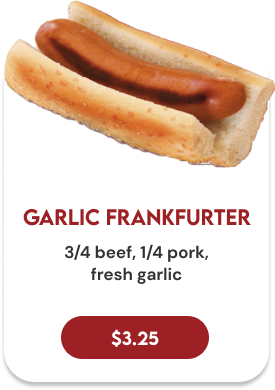 GARLIC FRANKFURTER
3/4 beef, 1/4 pork,
fresh garlic
$3.25